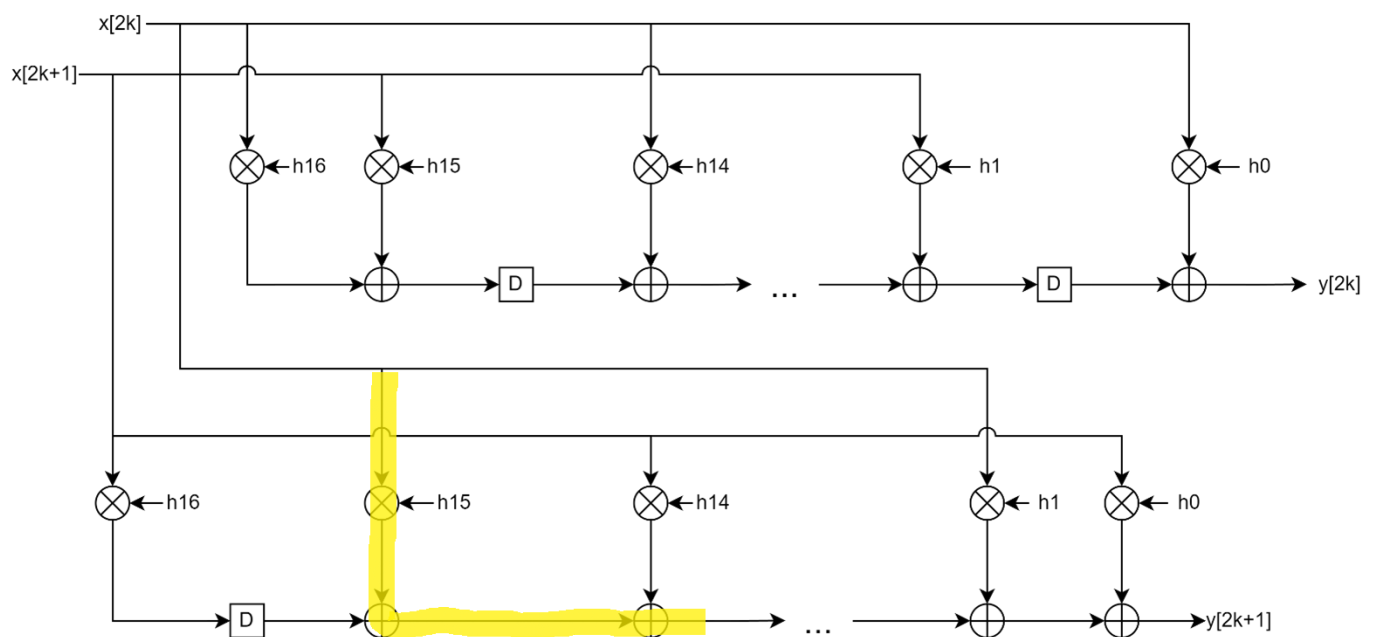 x[2k]
x[2k+1]
h16 h15 h14 h1 h0
D ... D y[2k]
h16 h15 h14 h1 h0
D ... y[2k+1]